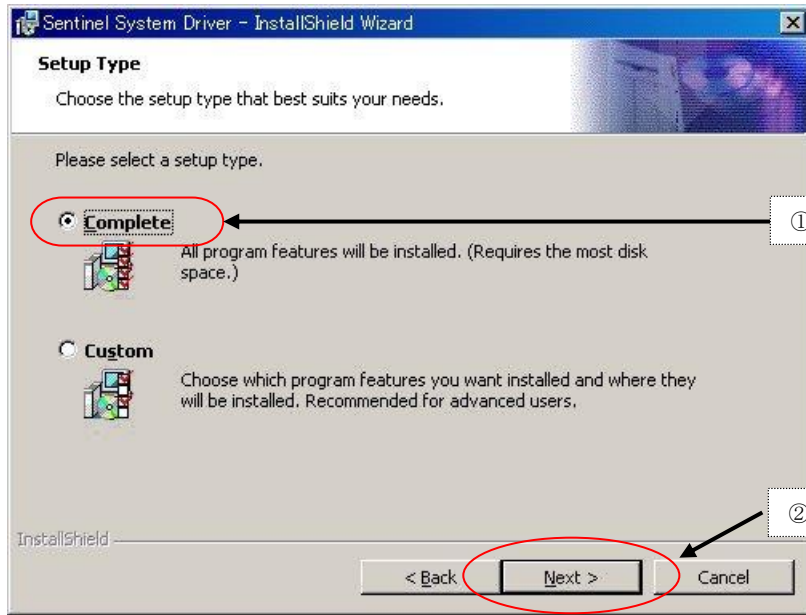 Sentinel System Driver - InstallShield Wizard
Setup Type
Choose the setup type that best suits your needs.
Please select a setup type.
Complete
①
All program features will be installed. (Requires the most disk
space.)
Custom
Choose which program features you want installed and where they
will be installed. Recommended for advanced users.
②
InstallShield
< Back
Next >
Cancel